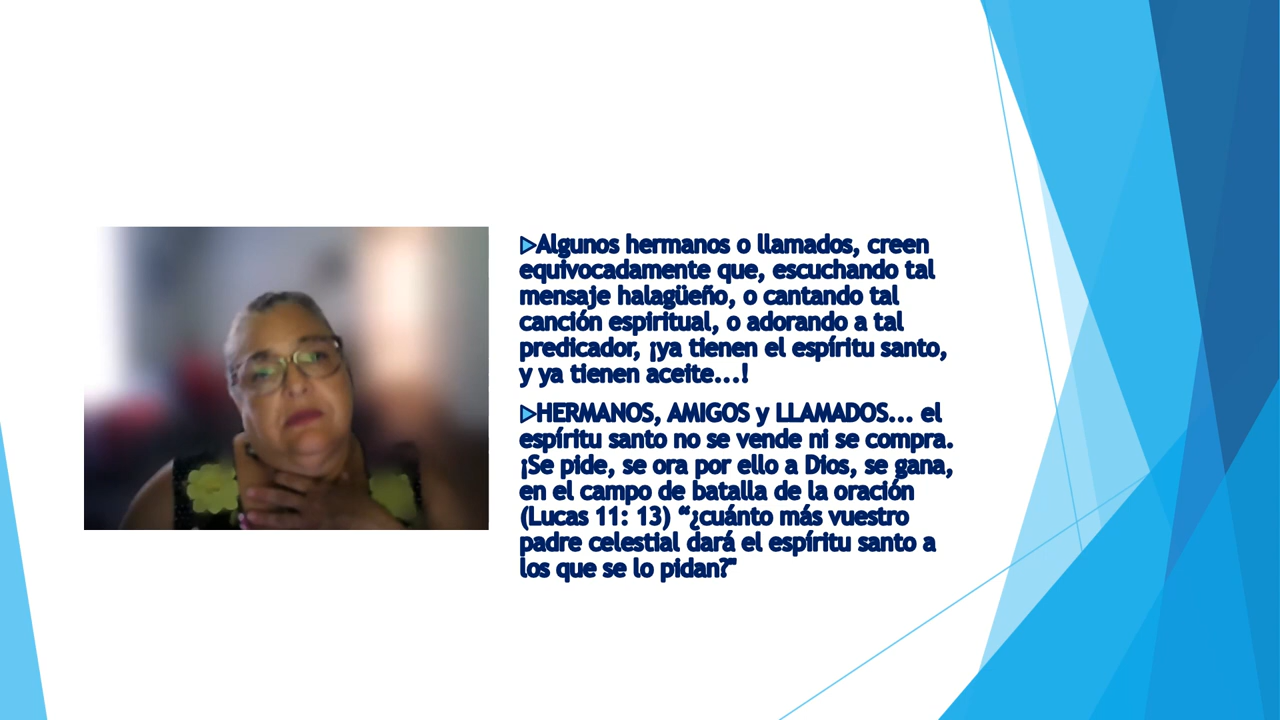 Algunos hermanos o llamados, creen
equivocadamente que, escuchando tal
mensaje halagüeño, o cantando tal
canción espiritual, o adorando a tal
predicador, ¡ya tienen el espíritu santo,
y ya tienen aceite...!
HERMANOS, AMIGOS y LLAMADOS... el
espíritu santo no se vende ni se compra.
¡Se pide, se ora por ello a Dios, se gana,
en el campo de batalla de la oración
(Lucas 11: 13) “¿cuánto más vuestro
padre celestial dará el espíritu santo a
los que se lo pidan?"